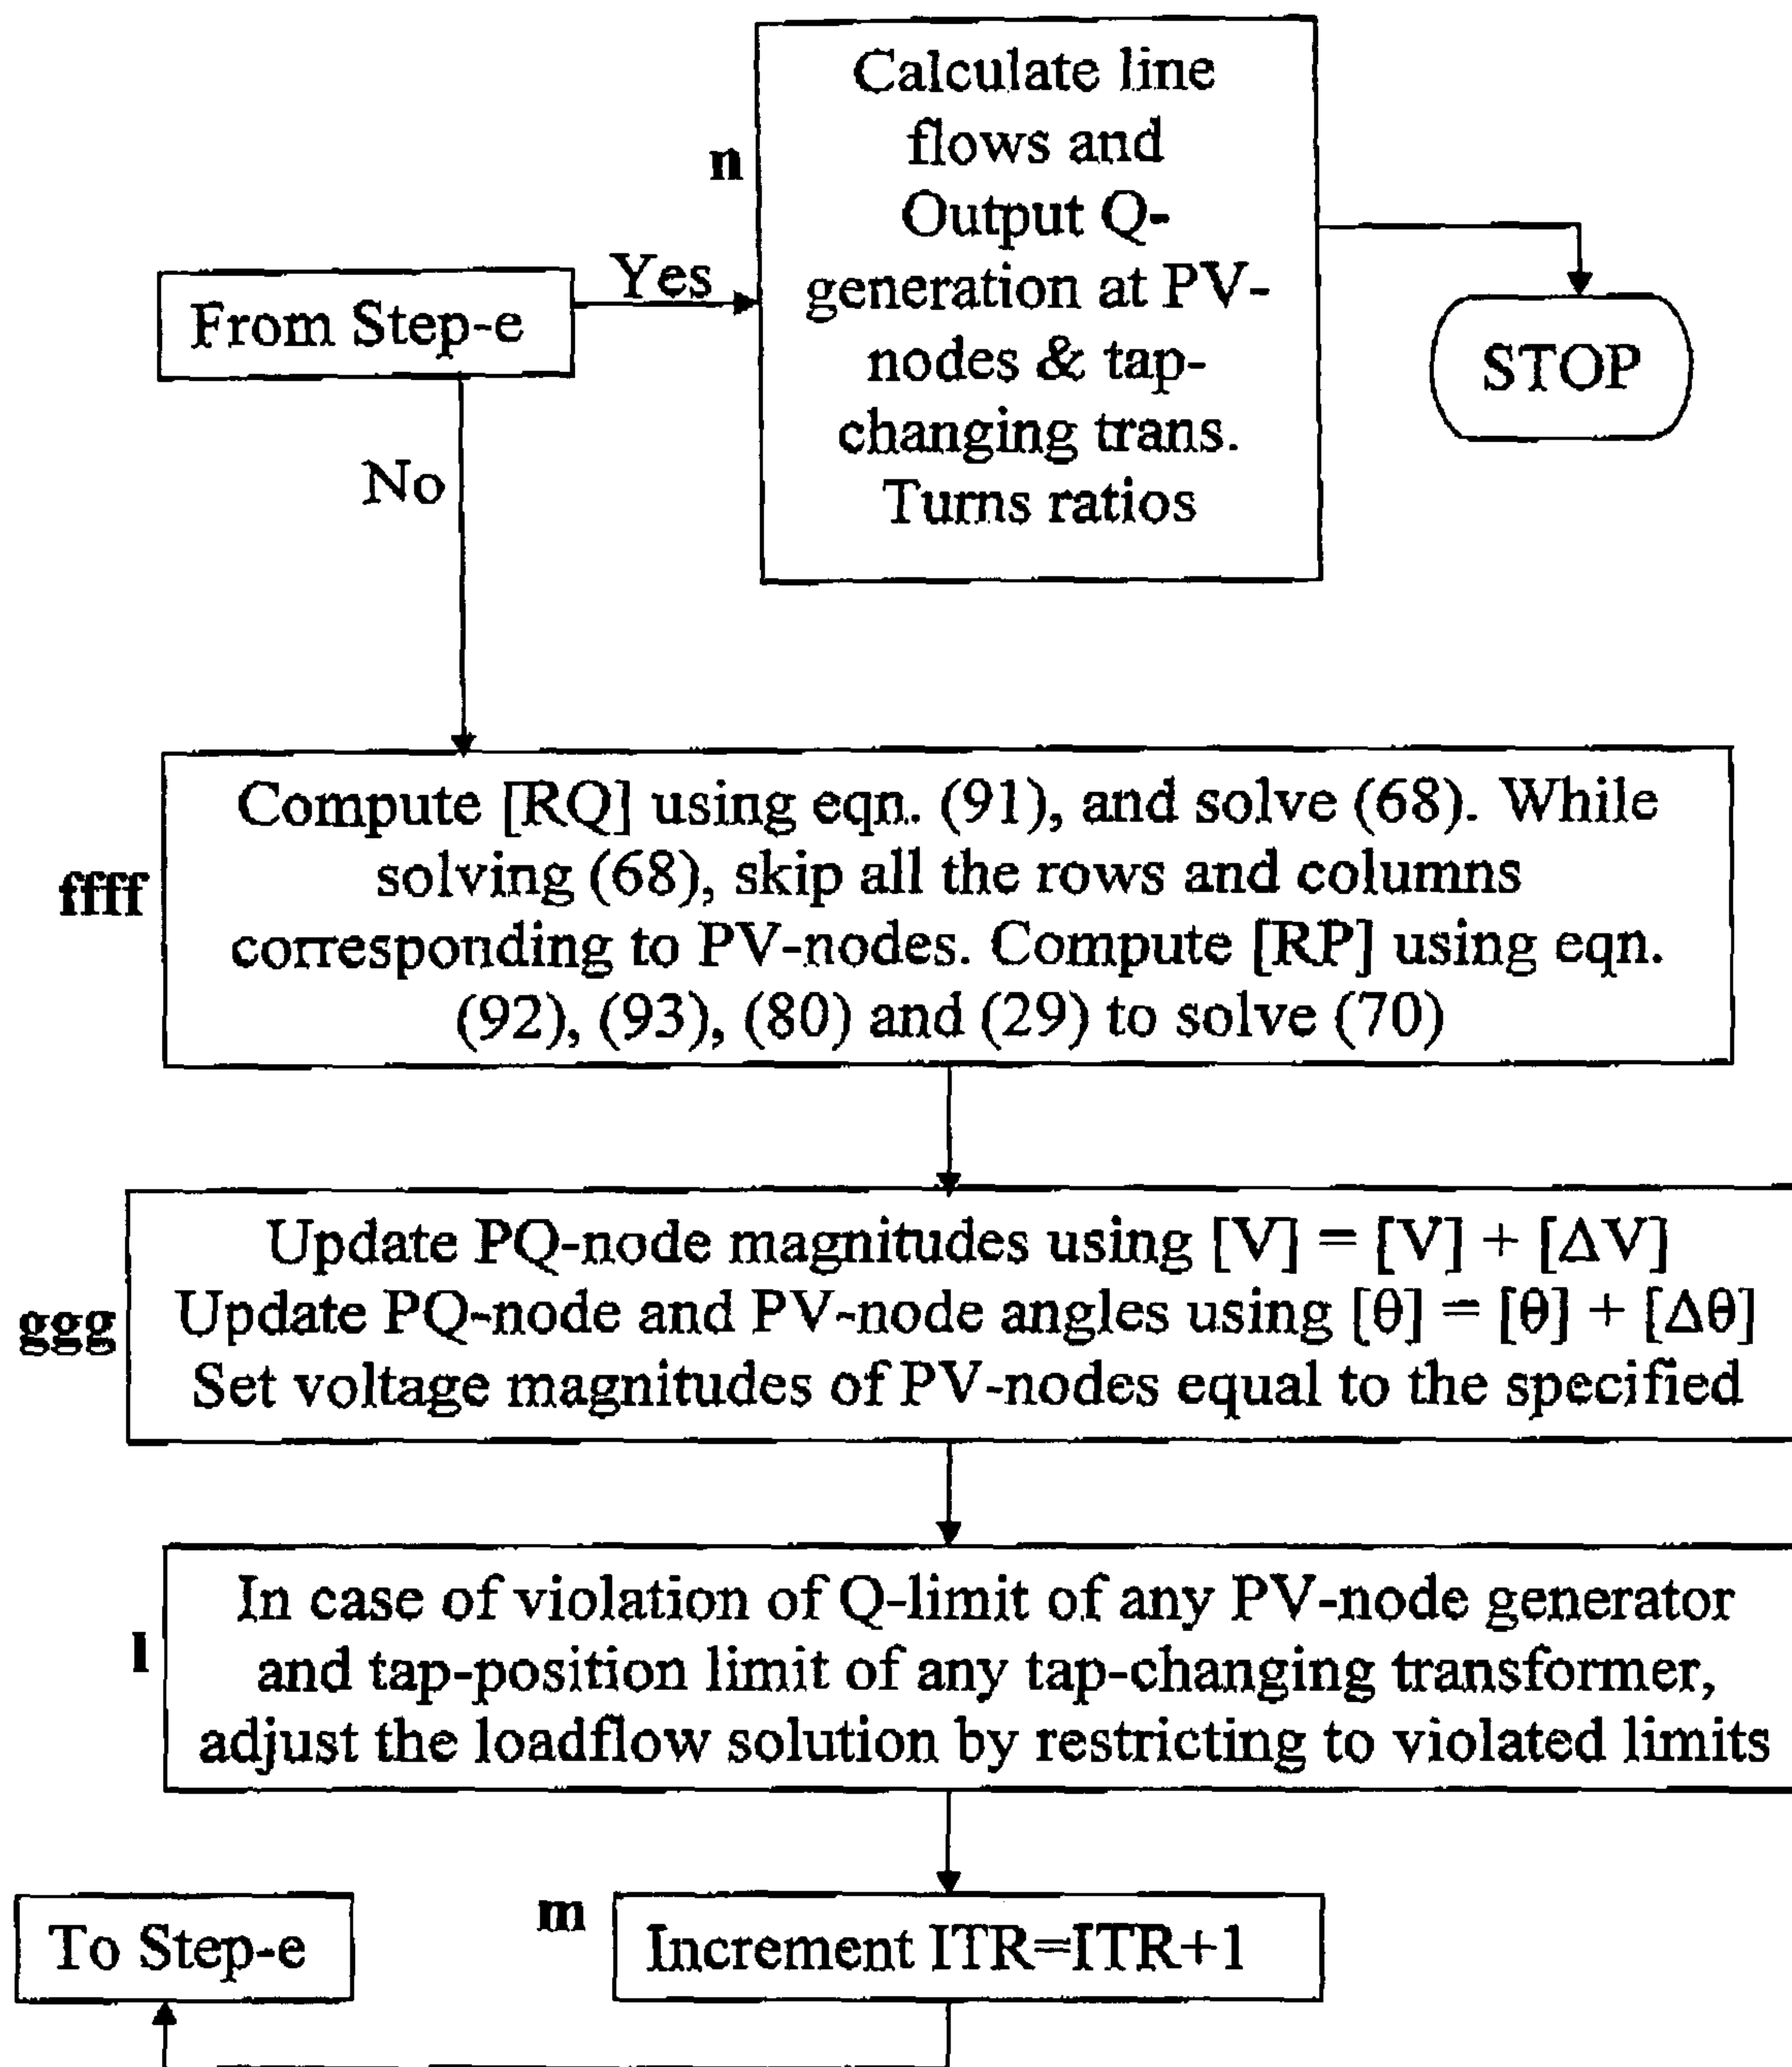 Calculate line
flows and
Output Q-
generation at PV-
nodes & tap-
changing trans.
Turns ratios
n
From Step-e
Yes
STOP
No
ffff
Compute [RQ] using eqn. (91), and solve (68). While
solving (68), skip all the rows and columns
corresponding to PV-nodes. Compute [RP] using eqn.
(92), (93), (80) and (29) to solve (70)
ggg
Update PQ-node magnitudes using [V] = [V] + [ΔV]
Update PQ-node and PV-node angles using [θ] = [θ] + [Δθ]
Set voltage magnitudes of PV-nodes equal to the specified
l
In case of violation of Q-limit of any PV-node generator
and tap-position limit of any tap-changing transformer,
adjust the loadflow solution by restricting to violated limits
To Step-e
m
Increment ITR=ITR+1